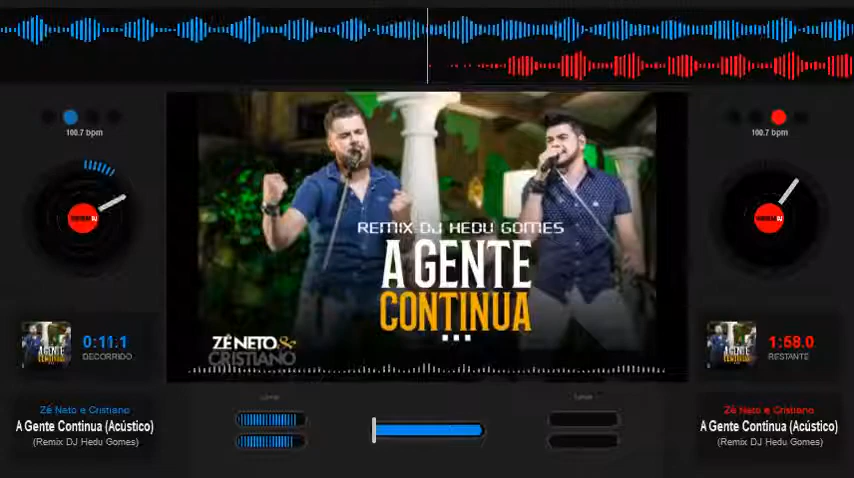 100.7 bpm
100.7 bpm
REMIX DJ HEDU GOMES
A GENTE
CONTINUA
...
ZÉ NETO &
CRISTIANO
0:11.1
DECORRIDO
1:58.0
RESTANTE
Zé Neto e Cristiano
A Gente Continua (Acústico)
(Remix DJ Hedu Gomes)
Zé Neto e Cristiano
A Gente Continua (Acústico)
(Remix DJ Hedu Gomes)